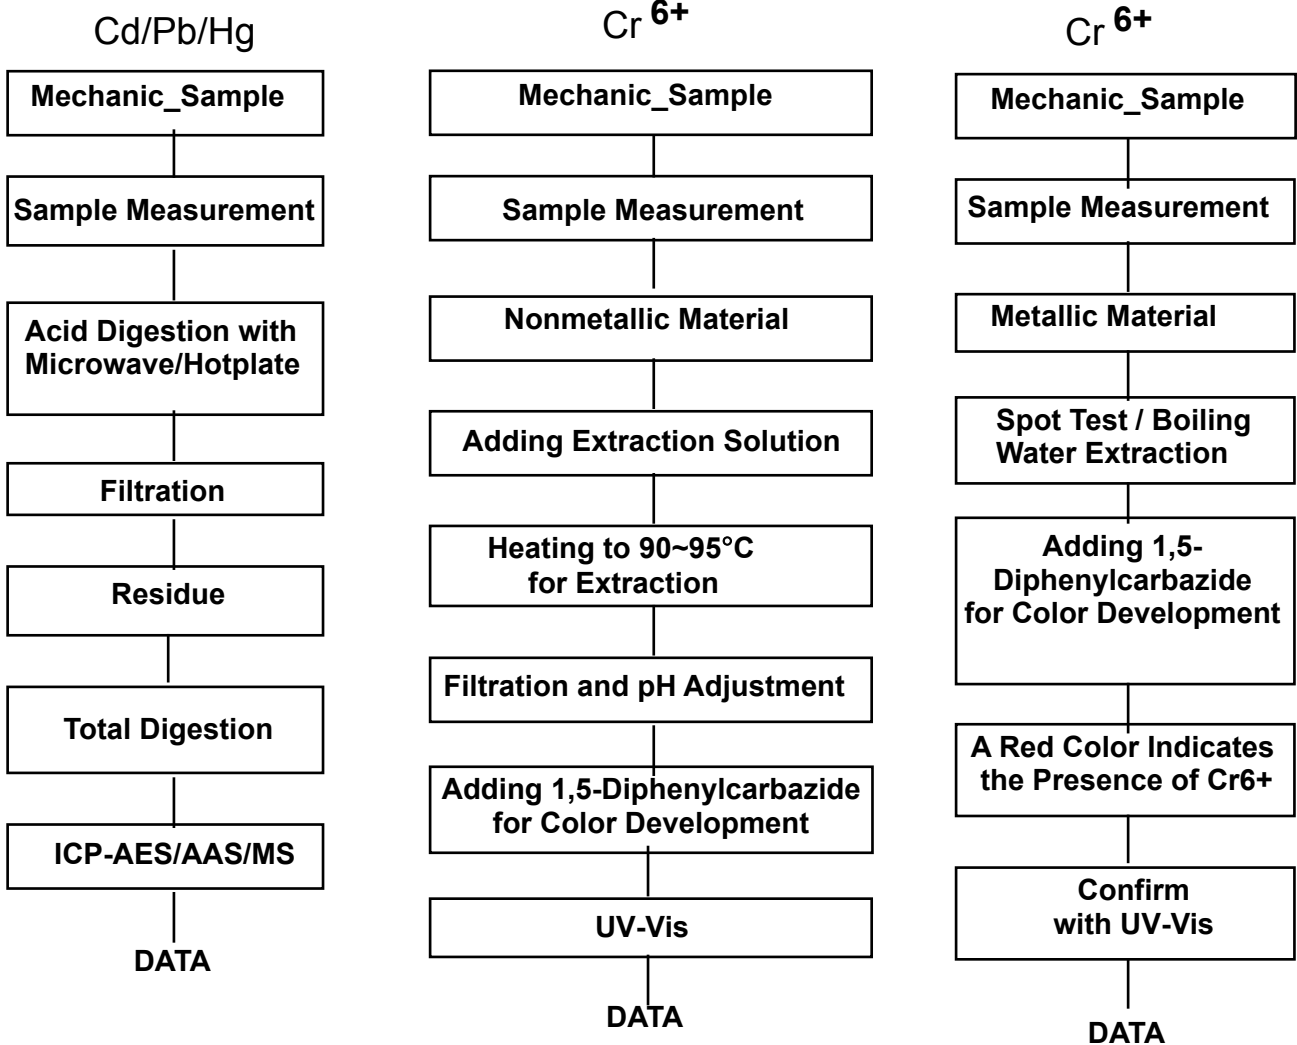 Cd/Pb/Hg
Mechanic_Sample
Sample Measurement
Acid Digestion with
Microwave/Hotplate
Filtration
Residue
Total Digestion
ICP-AES/AAS/MS
DATA
Cr 6+
Mechanic_Sample
Sample Measurement
Nonmetallic Material
Adding Extraction Solution
Heating to 90~95°C
for Extraction
Filtration and pH Adjustment
Adding 1,5-Diphenylcarbazide
for Color Development
UV-Vis
DATA
Cr 6+
Mechanic_Sample
Sample Measurement
Metallic Material
Spot Test / Boiling
Water Extraction
Adding 1,5-
Diphenylcarbazide
for Color Development
A Red Color Indicates
the Presence of Cr6+
Confirm
with UV-Vis
DATA